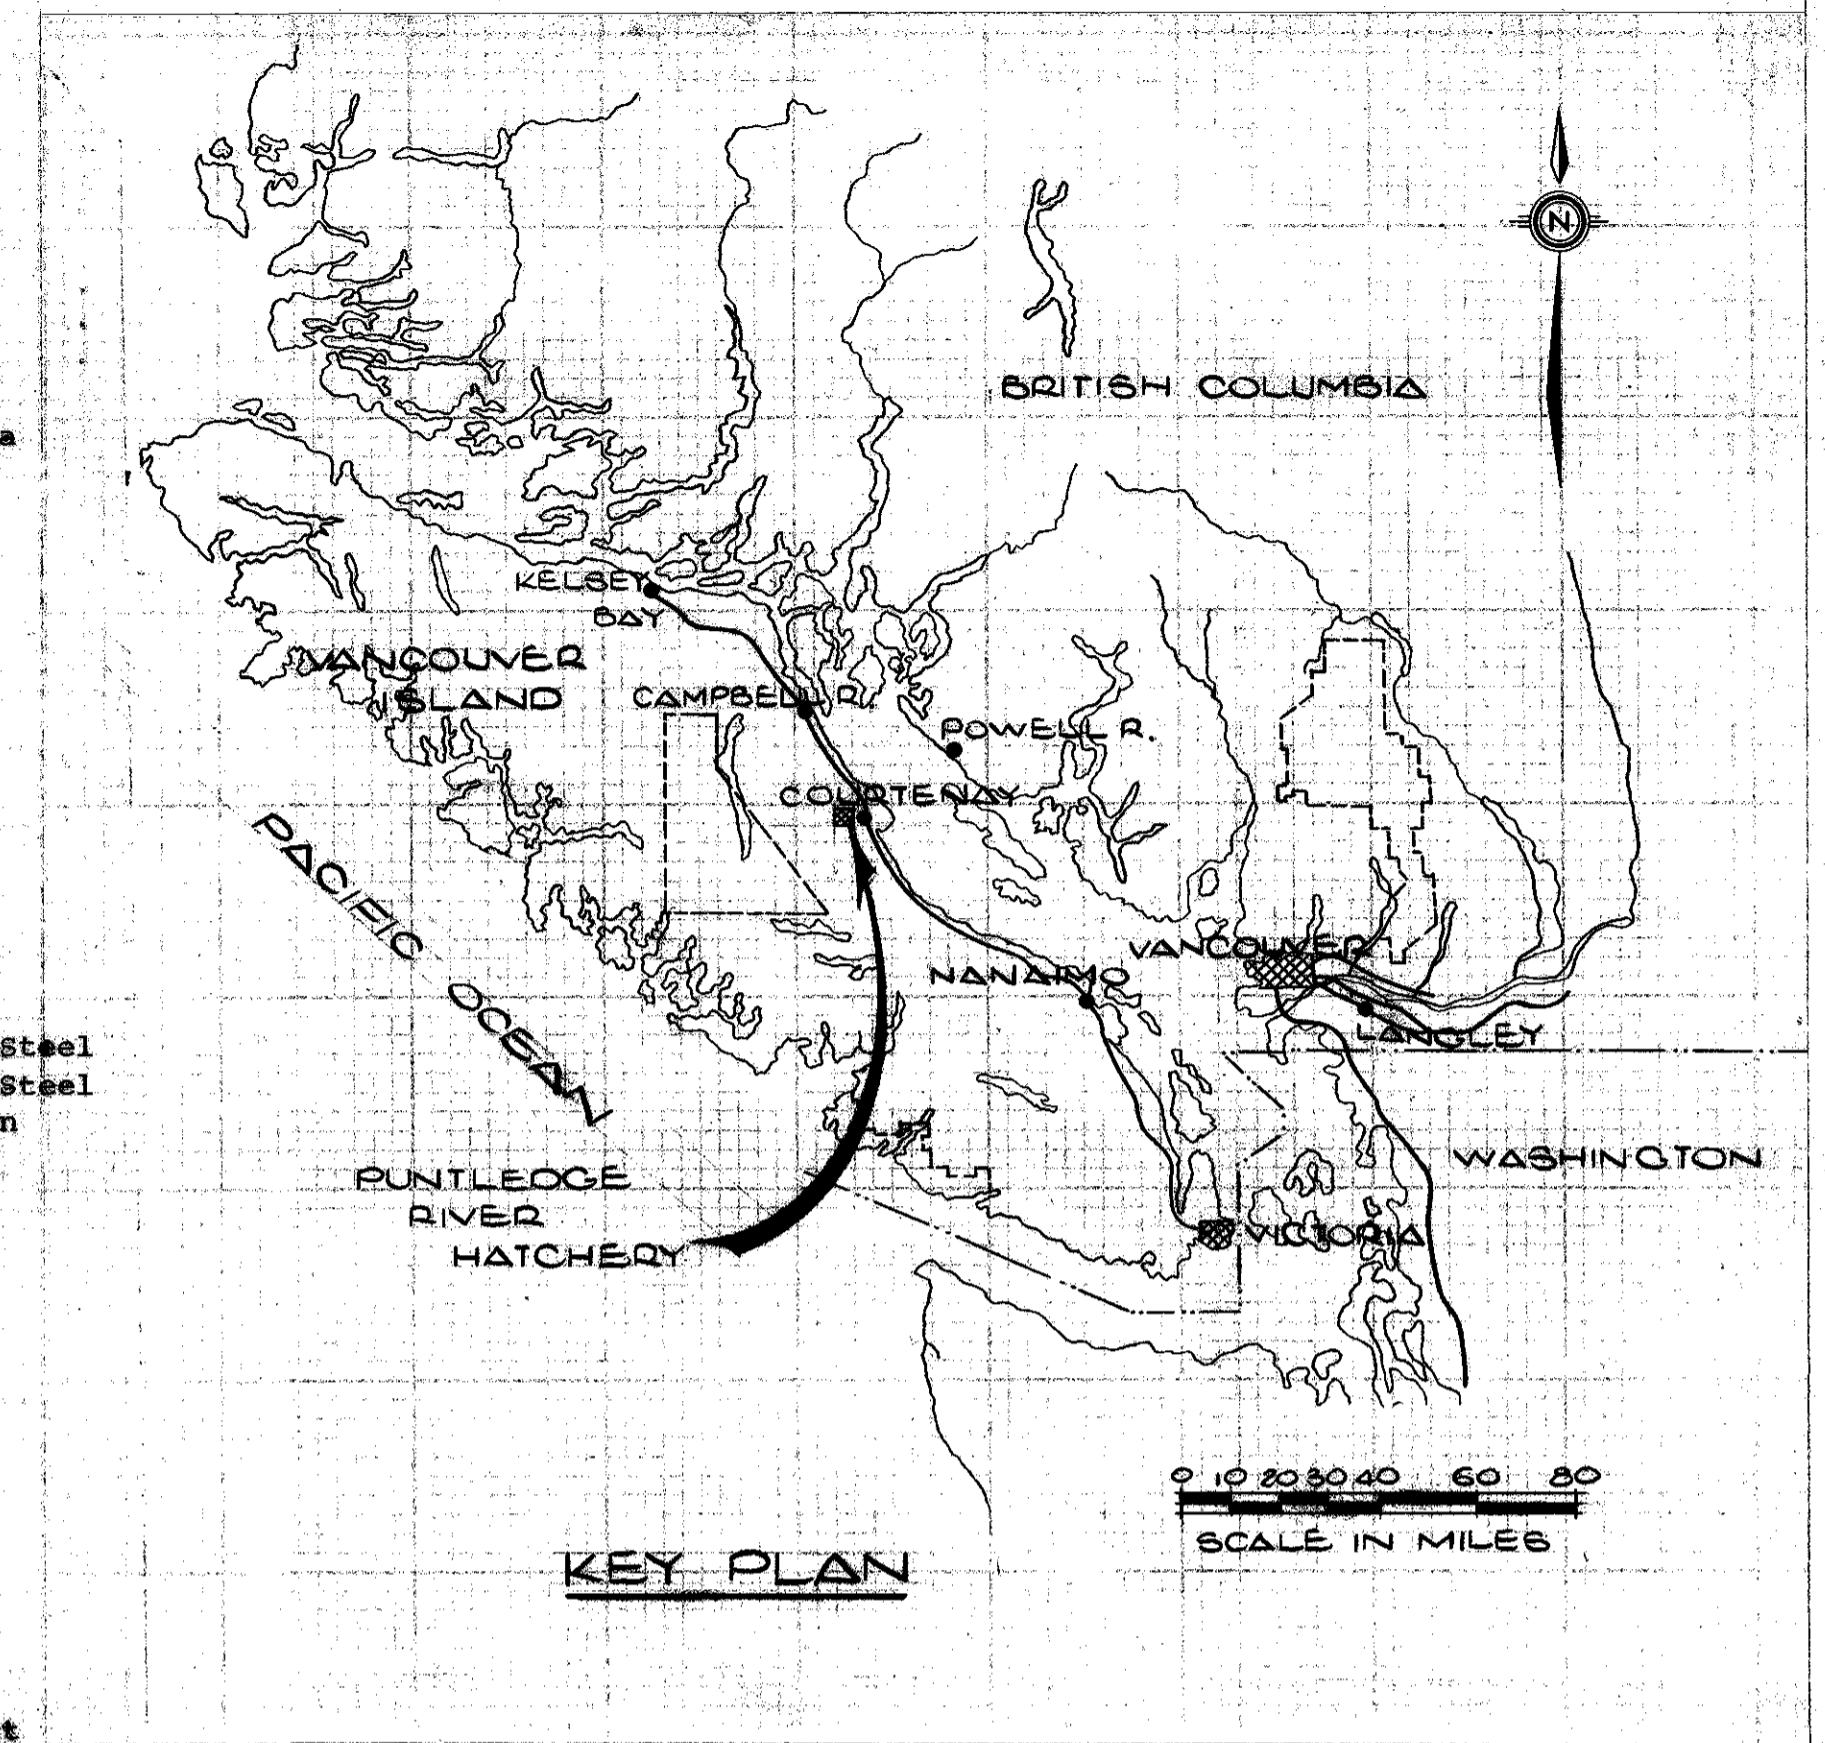 N
BRITISH COLUMBIA
a
KELSEY
BAY
VANCOUVER
ISLAND
CAMPBELL R.
POWELL R.
COURTENAY
PACIFIC OCEAN
VANCOUVER
NANAIMO
LANGLEY
Steel
Steel
n
WASHINGTON
PUNTLEDGE
RIVER
HATCHERY
VICTORIA
0 10 20 30 40 60 80
SCALE IN MILES
KEY PLAN
t